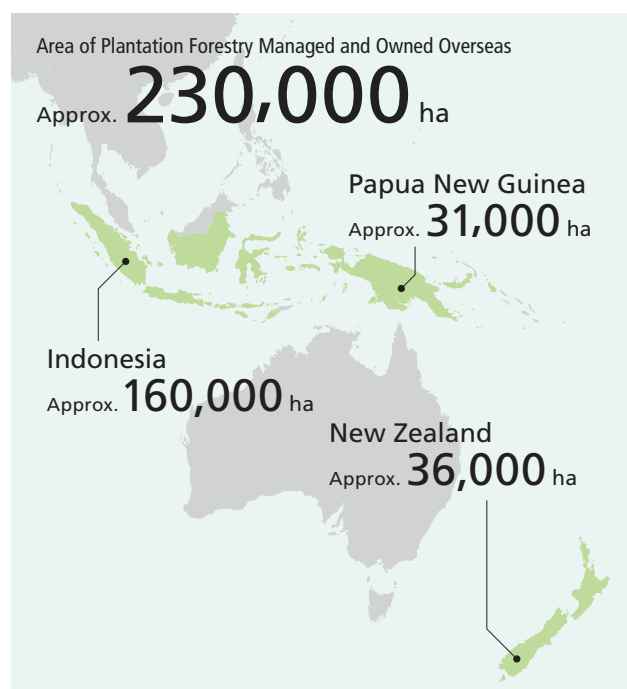 Area of Plantation Forestry Managed and Owned Overseas
Approx. 230,000 ha
Papua New Guinea
Approx. 31,000 ha
Indonesia
Approx. 160,000 ha
New Zealand
Approx. 36,000 ha